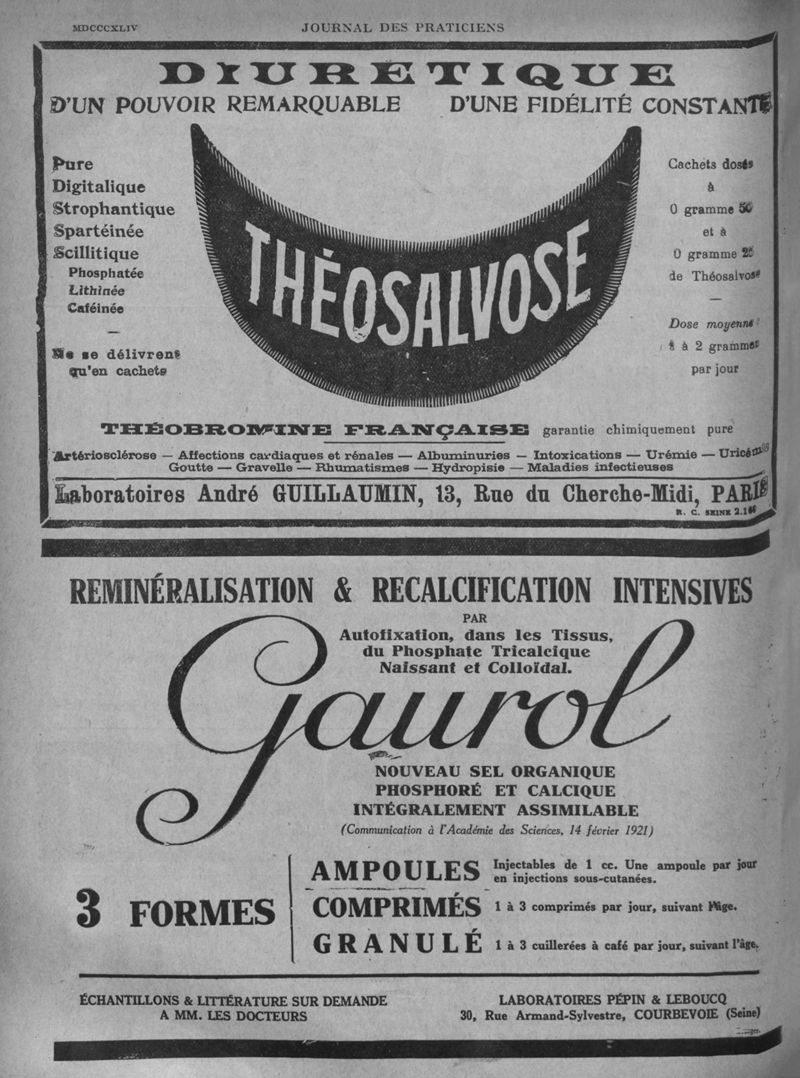 MDCCCXLIV
JOURNAL DES PRATICIENS
DIURETIQUE
D'UN POUVOIR REMARQUABLE D'UNE FIDÉLITÉ CONSTANTE
Pure
Digitalique
Strophantique
Spartéinée
Scillitique
Phosphatée
Lithinée
Caféinée
—
Ne se délivrent
qu'en cachets
THÉOSALVOSE
Cachets dosés
à
0 gramme 50
et à
0 gramme 25
de Théosalvose
—
Dose moyenne
1 à 2 grammes
par jour
THÉOBROMINE FRANÇAISE garantie chimiquement pure
Artériosclérose — Affections cardiaques et rénales — Albuminuries — Intoxications — Urémie — Uricémies
Goutte — Gravelle — Rhumatismes — Hydropisie — Maladies infectieuses
Laboratoires André GUILLAUMIN, 13, Rue du Cherche-Midi, PARIS
R. C. SEINE
REMINÉRALISATION & RECALCIFICATION INTENSIVES
PAR
Autofixation, dans les Tissus,
du Phosphate Tricalcique
Naissant et Colloïdal.
Gaurol
NOUVEAU SEL ORGANIQUE
PHOSPHORÉ ET CALCIQUE
INTÉGRALEMENT ASSIMILABLE
(Communication à l'Académie des Sciences, 14 février 1921)
3 FORMES
AMPOULES Injectables de 1 cc. Une ampoule par jour
en injections sous-cutanées.
COMPRIMÉS 1 à 3 comprimés par jour, suivant l'âge.
GRANULÉ 1 à 3 cuillerées à café par jour, suivant l'âge.
ÉCHANTILLONS & LITTÉRATURE SUR DEMANDE
A MM. LES DOCTEURS
LABORATOIRES PÉPIN & LEBOUCQ
30, Rue Armand-Sylvestre, COURBEVOIE (Seine)